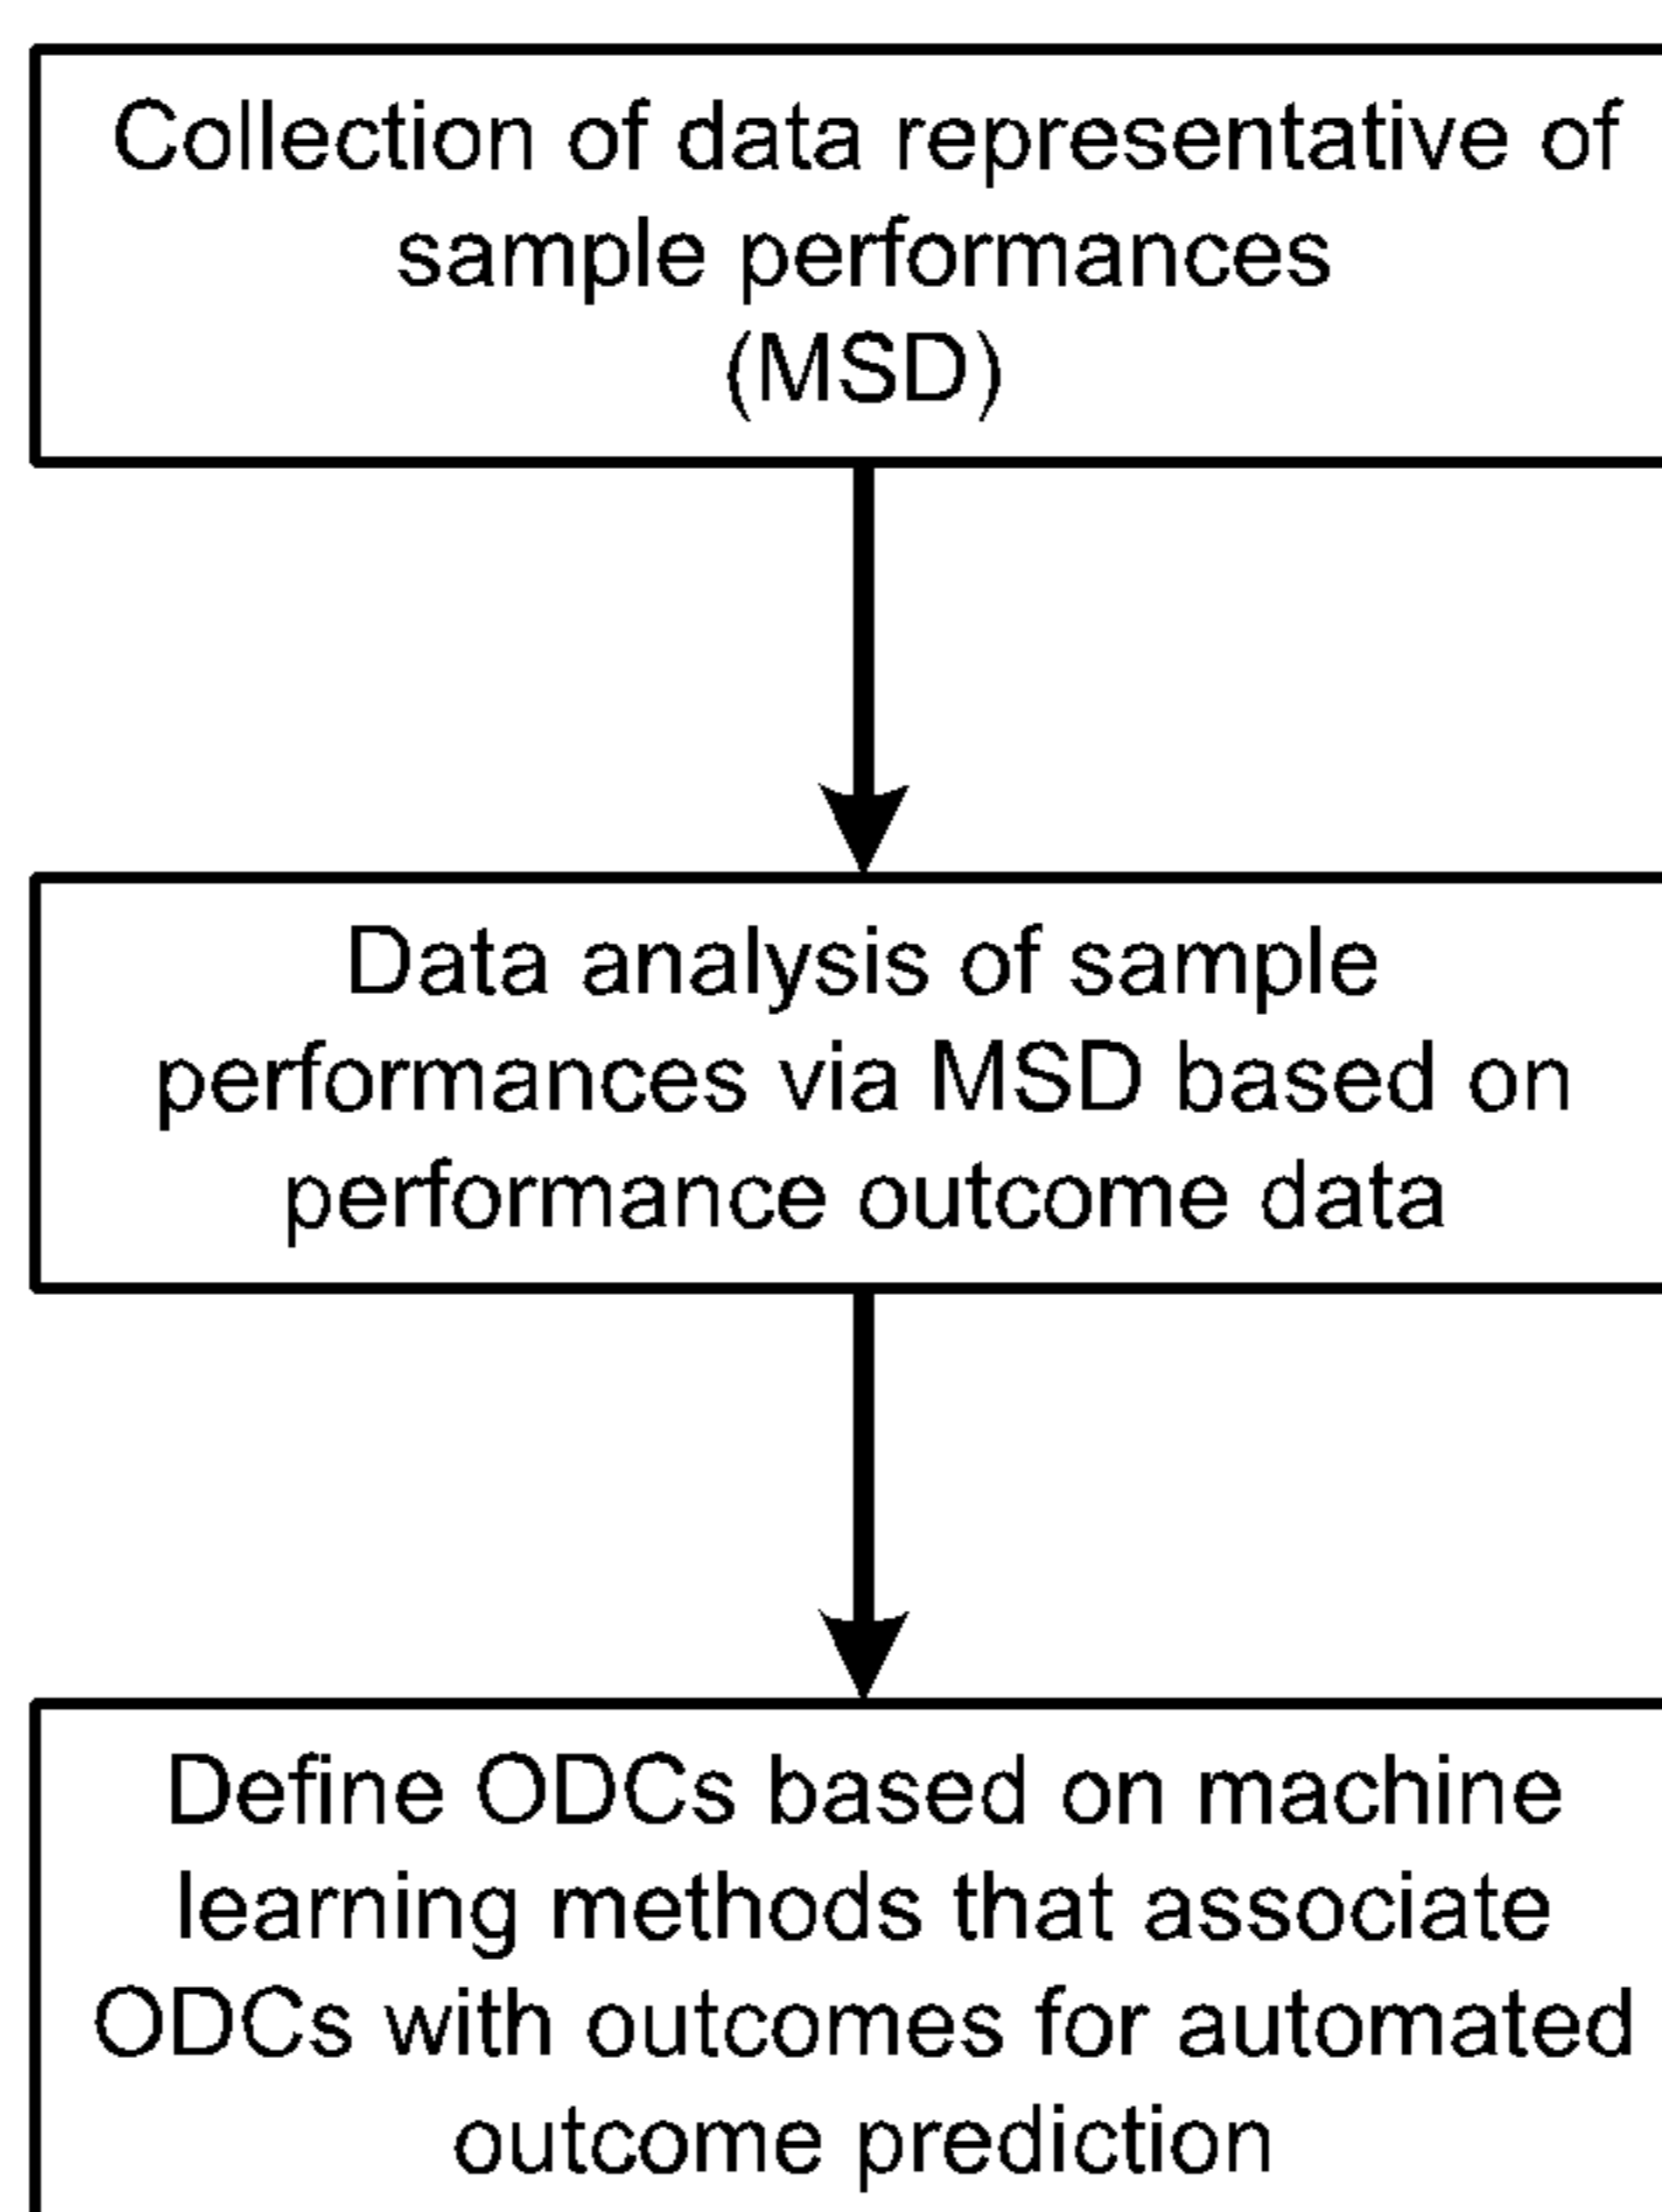 Collection of data representative of
sample performances
(MSD)
Data analysis of sample
performances via MSD based on
performance outcome data
Define ODCs based on machine
learning methods that associate
ODCs with outcomes for automated
outcome prediction